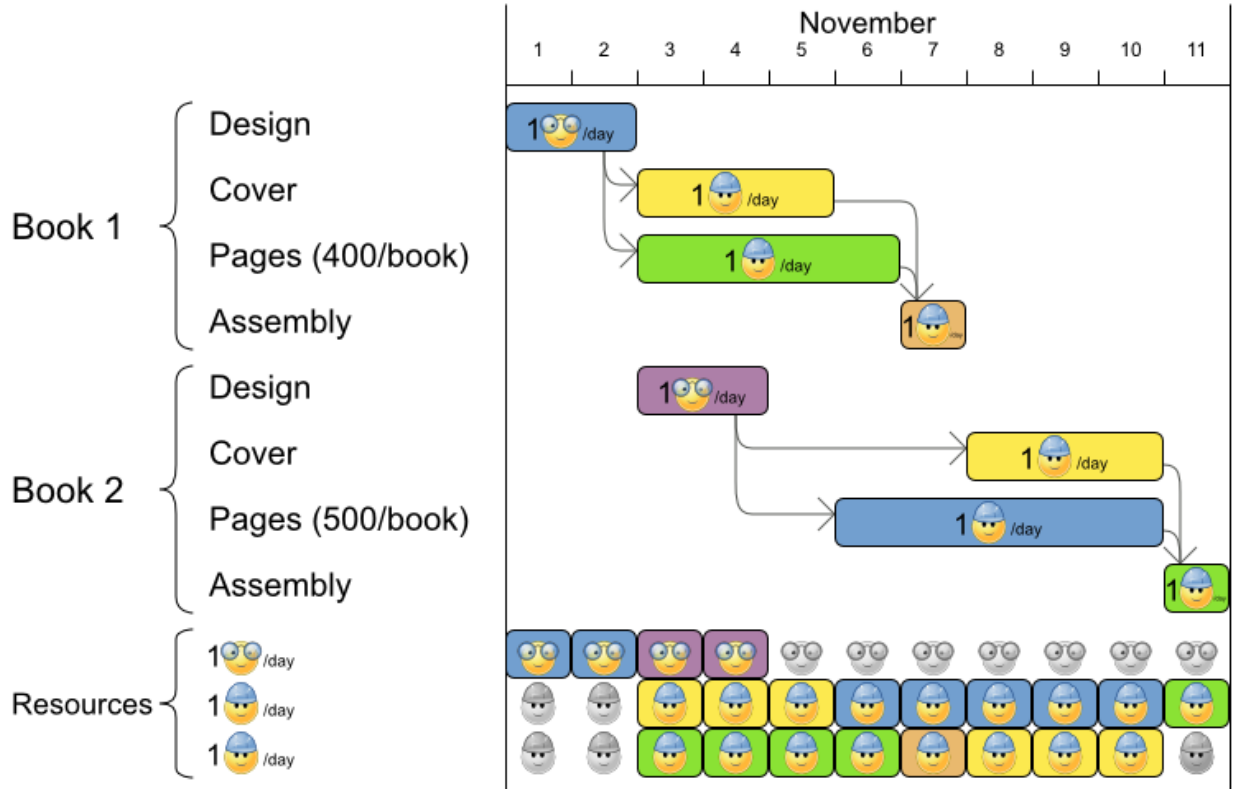 November
1 2 3 4 5 6 7 8 9 10 11
Book 1
Design
1 /day
Cover
1 /day
Pages (400/book)
1 /day
Assembly
1 /day
Book 2
Design
1 /day
Cover
1 /day
Pages (500/book)
1 /day
Assembly
1 /day
Resources
1 /day
1 /day
1 /day